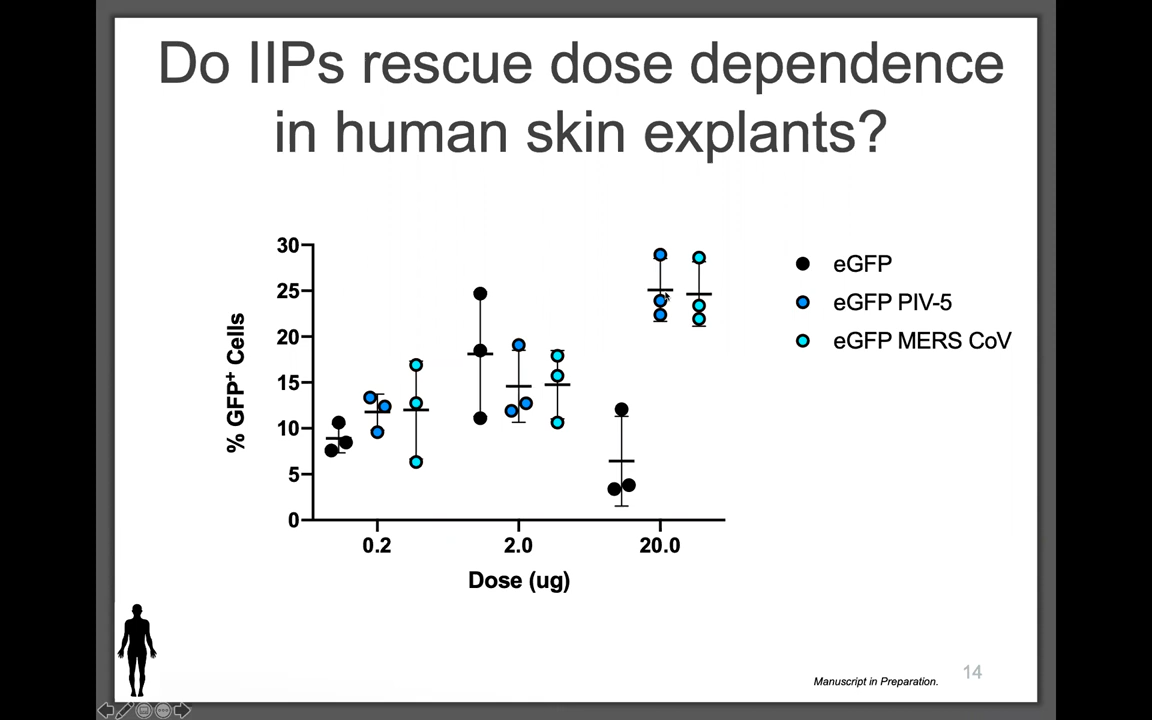 Do IIPs rescue dose dependence
in human skin explants?
30
25
20
15
10
5
0
% GFP+ Cells
0.2
2.0
20.0
Dose (ug)
eGFP
eGFP PIV-5
eGFP MERS CoV
Manuscript in Preparation.
14